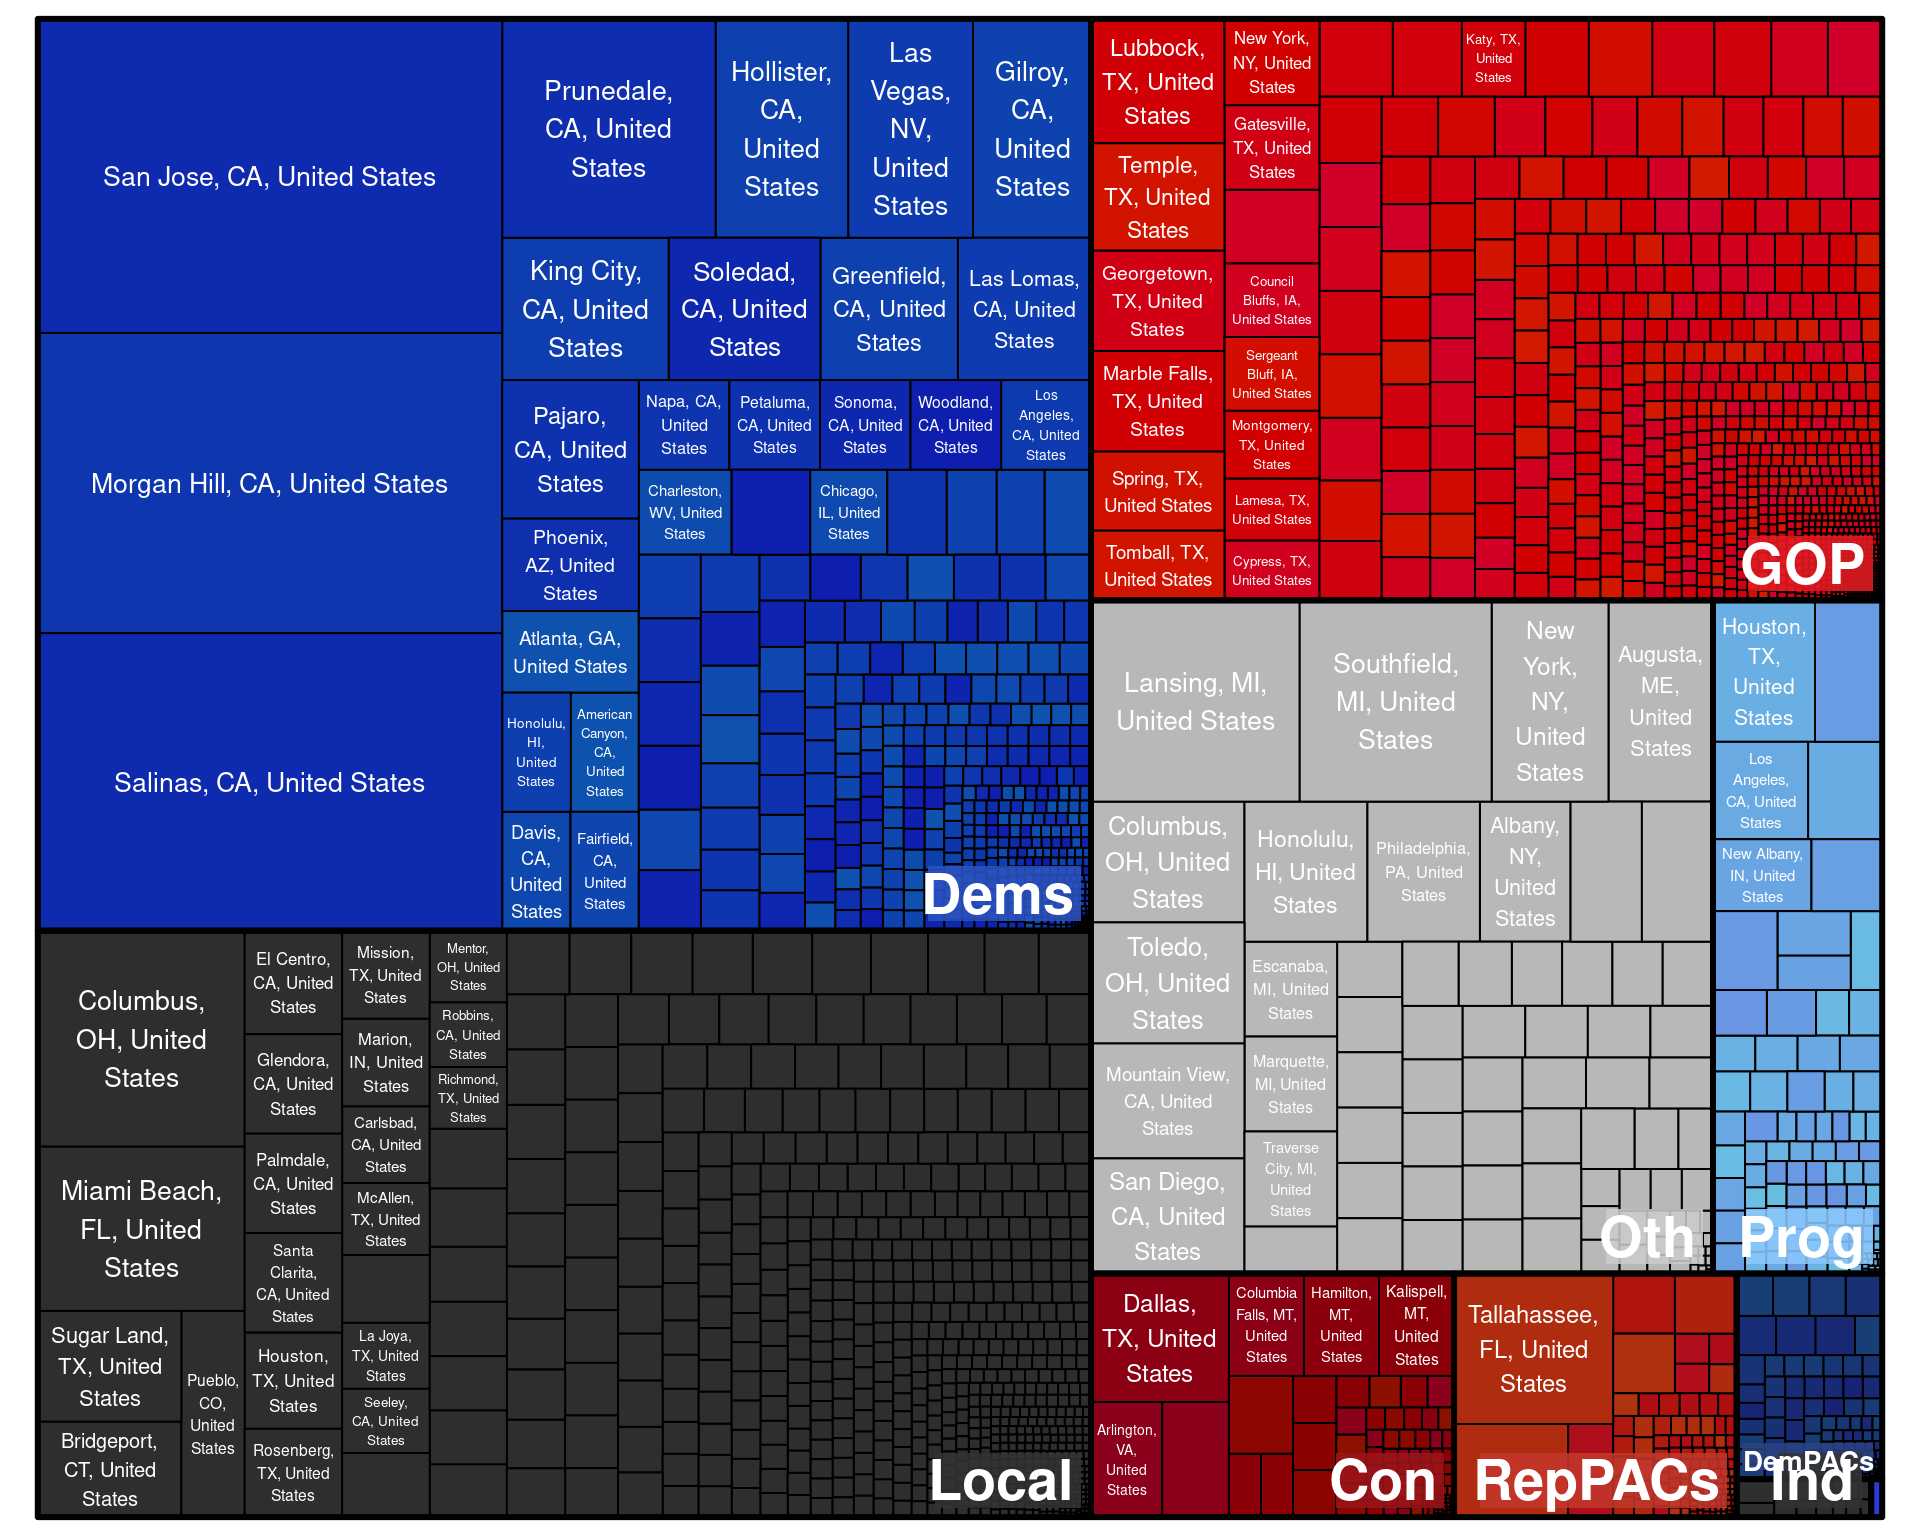 San Jose, CA, United States
Morgan Hill, CA, United States
Salinas, CA, United States
Prunedale,
CA, United
States
Hollister,
CA,
United
States
Las
Vegas,
NV,
United
States
Gilroy,
CA,
United
States
King City,
CA, United
States
Soledad,
CA, United
States
Greenfield,
CA, United
States
Las Lomas,
CA, United
States
Pajaro,
CA, United
States
Napa, CA,
United
States
Petaluma,
CA, United
States
Sonoma,
CA, United
States
Woodland,
CA, United
States
Los
Angeles,
CA, United
States
Charleston,
WV, United
States
Chicago,
IL, United
States
Phoenix,
AZ, United
States
Atlanta, GA,
United States
Honolulu,
HI,
United
States
American
Canyon,
CA,
United
States
Davis,
CA,
United
States
Fairfield,
CA,
United
States
Dems
Lubbock,
TX, United
States
Temple,
TX, United
States
Georgetown,
TX, United
States
Marble Falls,
TX, United
States
Spring, TX,
United States
Tomball, TX,
United States
New York,
NY, United
States
Gatesville,
TX, United
States
Council
Bluffs, IA,
United States
Sergeant
Bluff, IA,
United States
Montgomery,
TX, United
States
Lamesa, TX,
United States
Cypress, TX,
United States
Katy, TX,
United
States
GOP
Lansing, MI,
United States
Southfield,
MI, United
States
New
York,
NY,
United
States
Augusta,
ME,
United
States
Columbus,
OH, United
States
Honolulu,
HI, United
States
Philadelphia,
PA, United
States
Albany,
NY,
United
States
Toledo,
OH, United
States
Mountain View,
CA, United
States
San Diego,
CA, United
States
Escanaba,
MI, United
States
Marquette,
MI, United
States
Traverse
City, MI,
United
States
Oth
Houston,
TX,
United
States
Los
Angeles,
CA, United
States
New Albany,
IN, United
States
Prog
Columbus,
OH, United
States
Miami Beach,
FL, United
States
Sugar Land,
TX, United
States
Bridgeport,
CT, United
States
Pueblo,
CO,
United
States
El Centro,
CA, United
States
Glendora,
CA, United
States
Palmdale,
CA, United
States
Santa
Clarita,
CA, United
States
Houston,
TX, United
States
Rosenberg,
TX, United
States
Mission,
TX, United
States
Marion,
IN, United
States
Carlsbad,
CA, United
States
McAllen,
TX, United
States
La Joya,
TX, United
States
Seeley,
CA, United
States
Mentor,
OH, United
States
Robbins,
CA, United
States
Richmond,
TX, United
States
Local
Dallas,
TX, United
States
Arlington,
VA,
United
States
Columbia
Falls, MT,
United
States
Hamilton,
MT,
United
States
Kalispell,
MT,
United
States
Con
Tallahassee,
FL, United
States
RepPACs
DemPACs
Ind